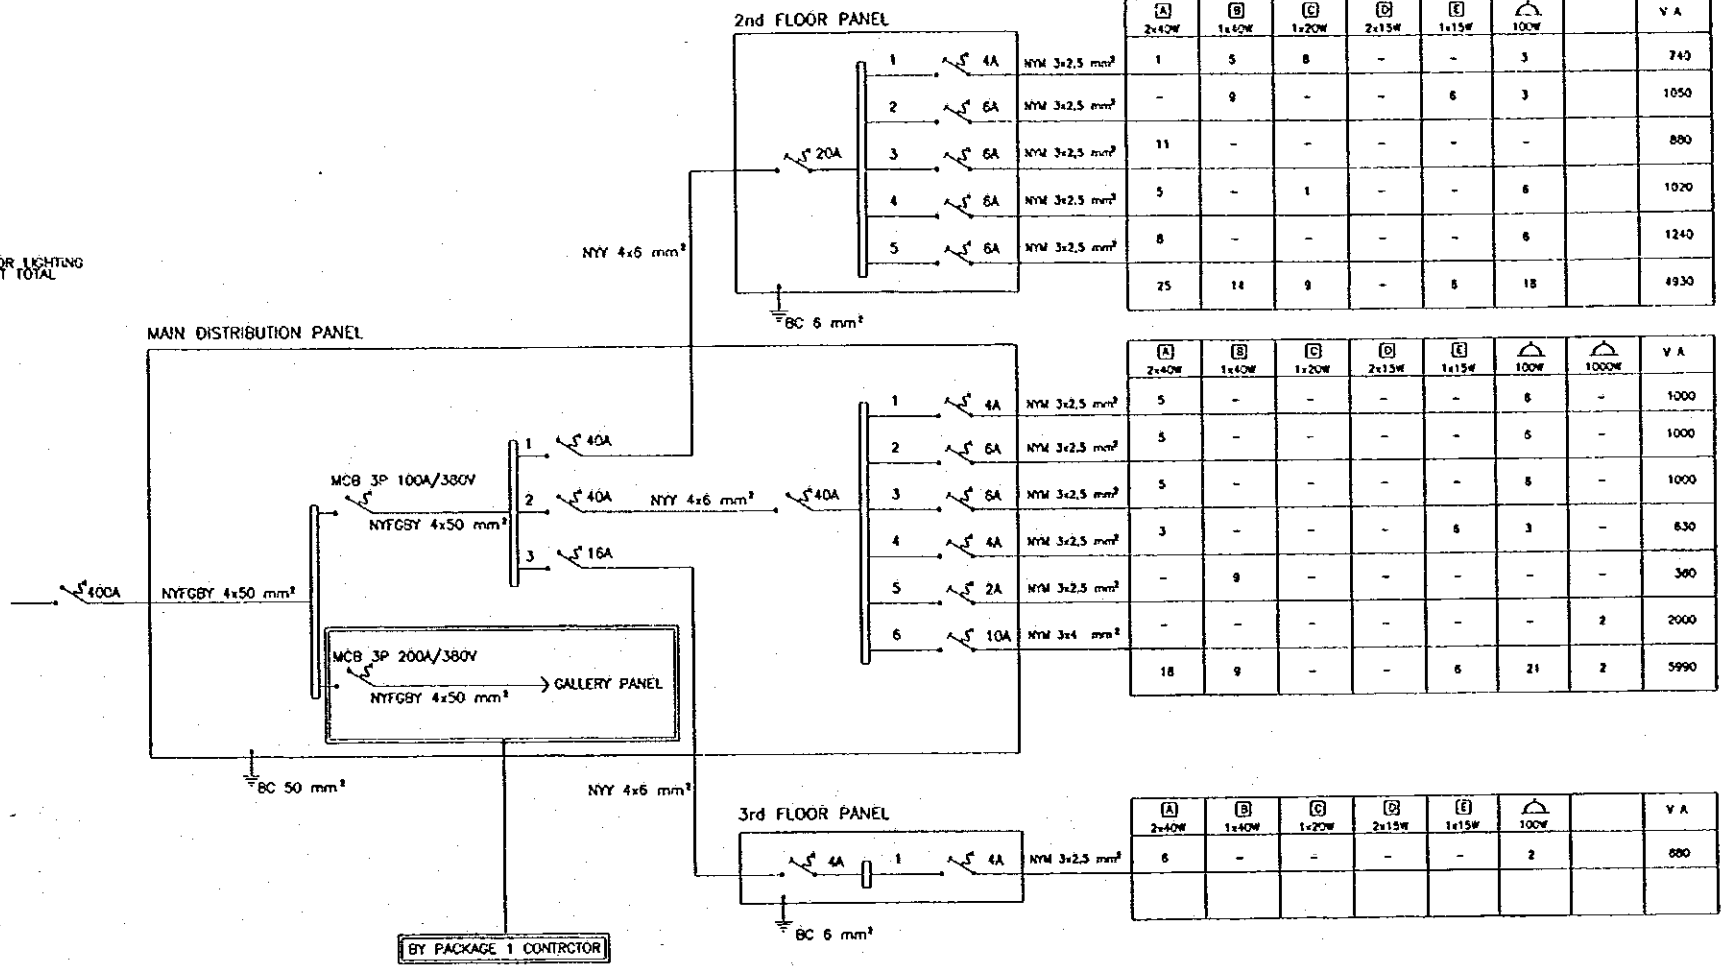 2nd FLOOR PANEL
A B C D E V A
2x40W 1x40W 1x20W 2x15W 1x15W 100W
1 4A NYM 3x2,5 mm² 1 5 8 - - 3 740
2 6A NYM 3x2,5 mm² - 9 - - 6 3 1050
20A
3 6A NYM 3x2,5 mm² 11 - - - - - 880
4 6A NYM 3x2,5 mm² 5 - 1 - - 6 1020
5 6A NYM 3x2,5 mm² 8 - - - - 6 1240
25 14 9 - 6 18 4930
NYY 4x6 mm²
OR LIGHTING
T TOTAL
BC 6 mm²
MAIN DISTRIBUTION PANEL
A B C D E V A
2x40W 1x40W 1x20W 2x15W 1x15W 100W 1000W
1 4A NYM 3x2,5 mm² 5 - - - - 6 - 1000
2 6A NYM 3x2,5 mm² 5 - - - - 6 - 1000
3 6A NYM 3x2,5 mm² 5 - - - - 6 - 1000
4 4A NYM 3x2,5 mm² 3 - - - 6 3 - 630
5 2A NYM 3x2,5 mm² - 9 - - - - - 360
6 10A NYM 3x4 mm² - - - - - - 2 2000
18 9 - - 6 21 2 5990
1 40A
MCB 3P 100A/380V
2 40A NYY 4x6 mm² 40A
NYFGBY 4x50 mm²
3 16A
400A NYFGBY 4x50 mm²
MCB 3P 200A/380V
GALLERY PANEL
NYFGBY 4x50 mm²
BC 50 mm²
NYY 4x6 mm²
3rd FLOOR PANEL
A B C D E V A
2x40W 1x40W 1x20W 2x15W 1x15W 100W
4A 1 4A NYM 3x2,5 mm² 6 - - - - 2 880
BC 6 mm²
BY PACKAGE 1 CONTRCTOR